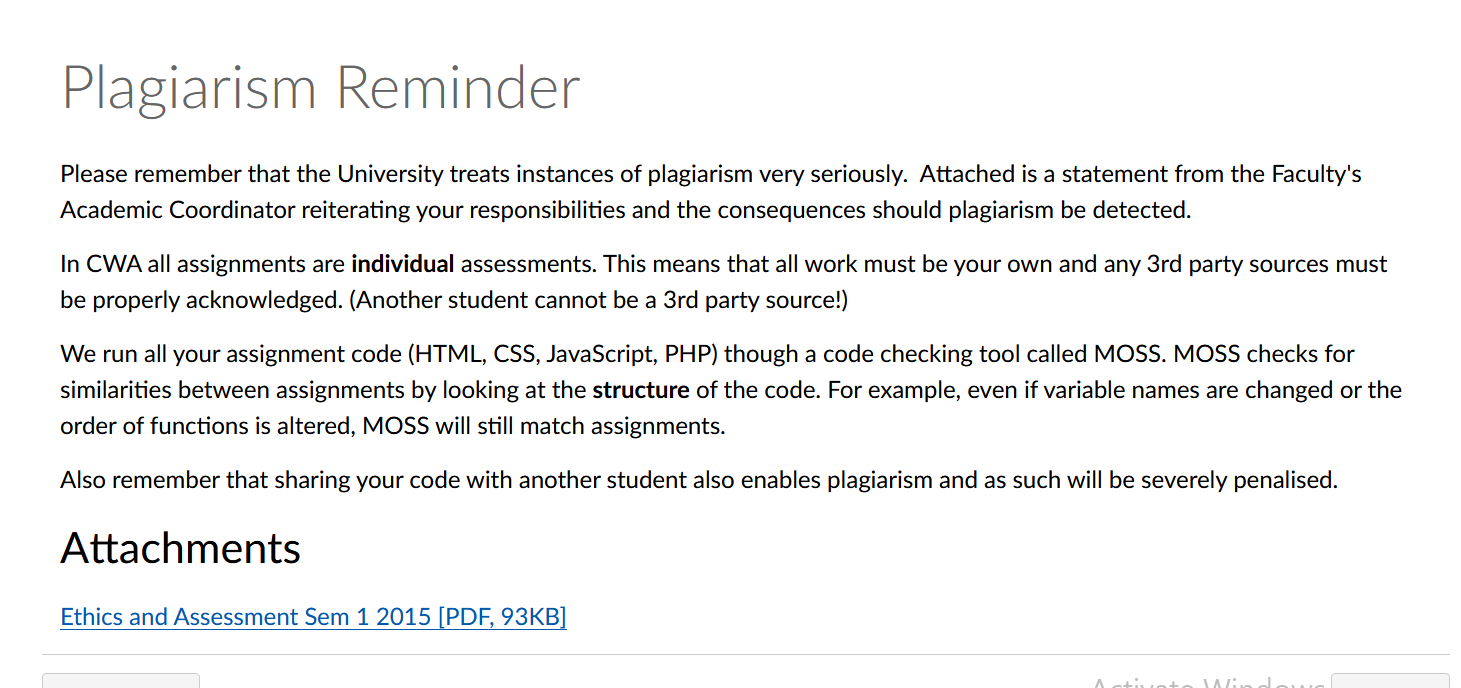 Plagiarism Reminder
Please remember that the University treats instances of plagiarism very seriously.  Attached is a statement from the Faculty's
Academic Coordinator reiterating your responsibilities and the consequences should plagiarism be detected.
In CWA all assignments are individual assessments. This means that all work must be your own and any 3rd party sources must
be properly acknowledged. (Another student cannot be a 3rd party source!)
We run all your assignment code (HTML, CSS, JavaScript, PHP) though a code checking tool called MOSS. MOSS checks for
similarities between assignments by looking at the structure of the code. For example, even if variable names are changed or the
order of functions is altered, MOSS will still match assignments.
Also remember that sharing your code with another student also enables plagiarism and as such will be severely penalised.
Attachments
Ethics and Assessment Sem 1 2015 [PDF, 93KB]
Activate Windows